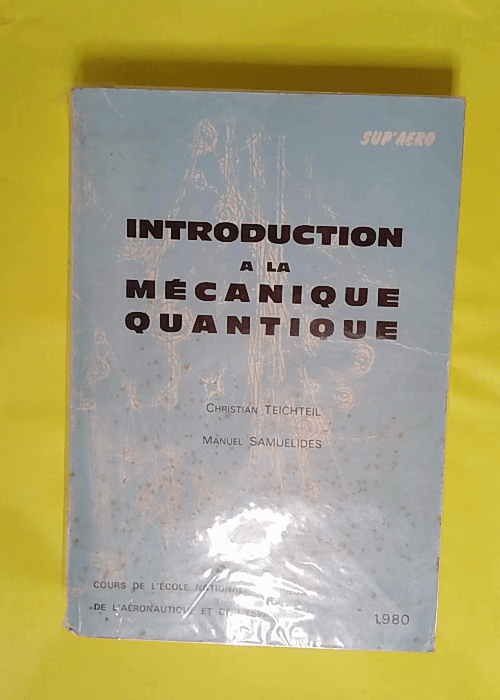 SUP'AERO
INTRODUCTION
A LA
MÉCANIQUE
QUANTIQUE
CHRISTIAN TEICHTEIL
MANUEL SAMUELIDES
COURS DE L'ÉCOLE NATIONALE
DE L'AÉRONAUTIQUE ET DE
1980